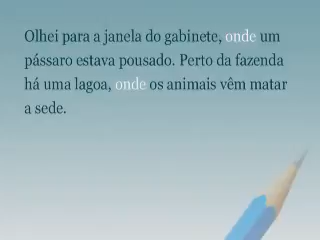 Olhei para a janela do gabinete, onde um
pássaro estava pousado. Perto da fazenda
há uma lagoa, onde os animais vêm matar
a sede.